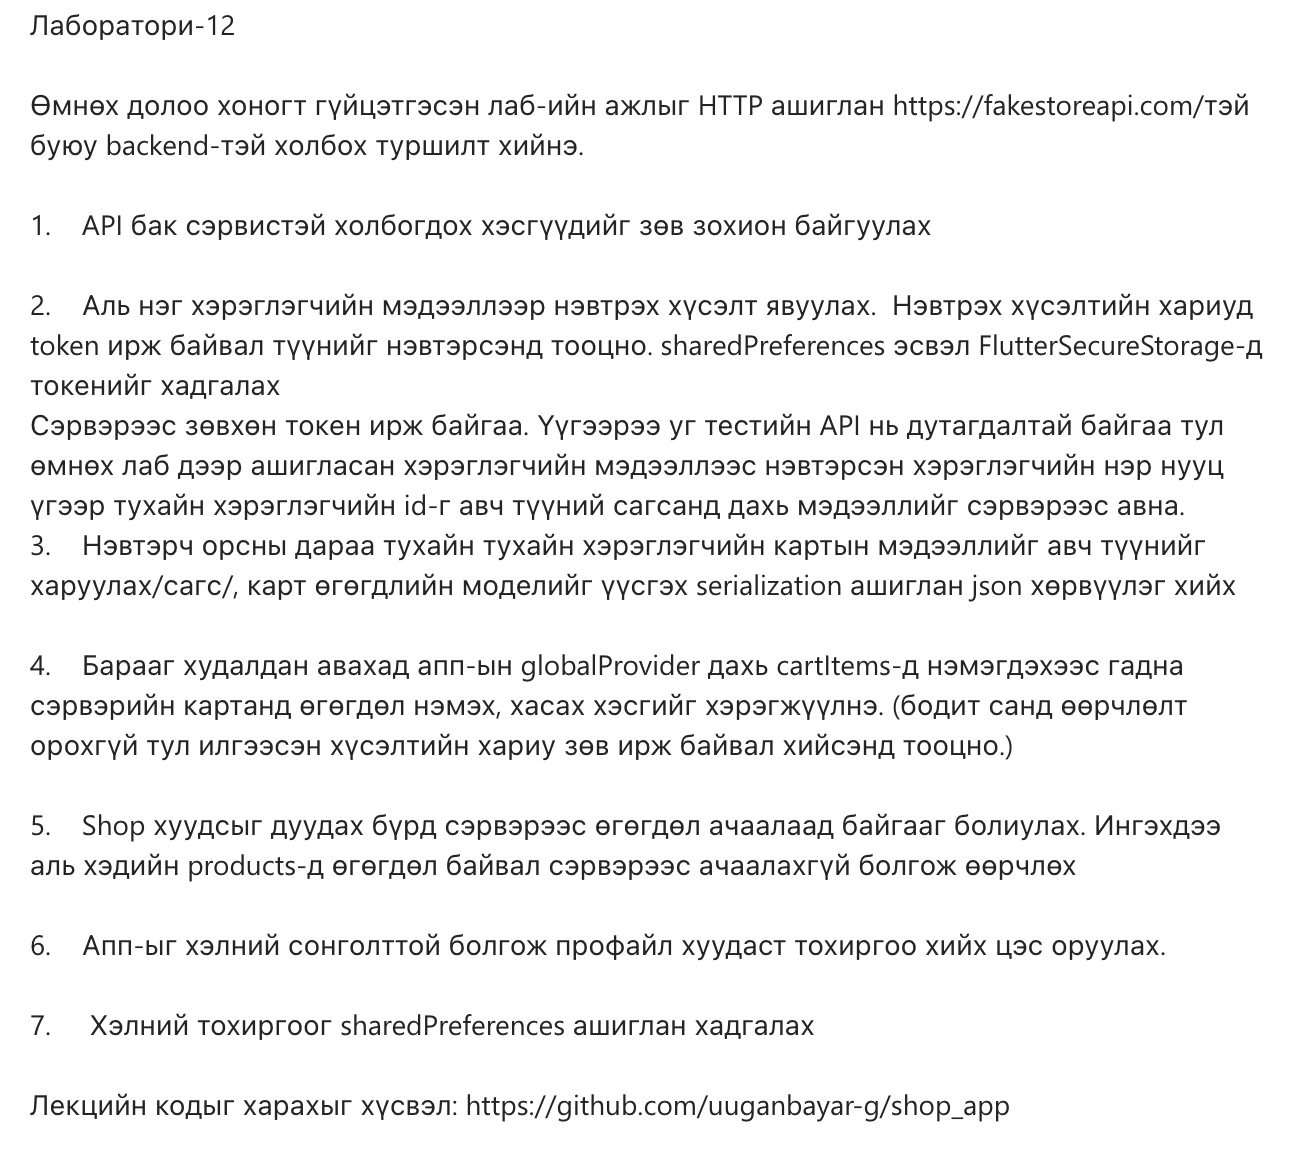 Лаборатори-12
Өмнөх долоо хоногт гүйцэтгэсэн лаб-ийн ажлыг HTTP ашиглан https://fakestoreapi.com/тэй
буюу backend-тэй холбох туршилт хийнэ.
1. API бак сэрвистэй холбогдох хэсгүүдийг зөв зохион байгуулах
2. Аль нэг хэрэглэгчийн мэдээллээр нэвтрэх хүсэлт явуулах. Нэвтрэх хүсэлтийн хариуд
token ирж байвал түүнийг нэвтэрсэнд тооцно. sharedPreferences эсвэл FlutterSecureStorage-д
токенийг хадгалах
Сэрвэрээс зөвхөн токен ирж байгаа. Үүгээрээ уг тестийн API нь дутагдалтай байгаа тул
өмнөх лаб дээр ашигласан хэрэглэгчийн мэдээллээс нэвтэрсэн хэрэглэгчийн нэр нууц
үгээр тухайн хэрэглэгчийн id-г авч түүний сагсанд дахь мэдээллийг сэрвэрээс авна.
3. Нэвтэрч орсны дараа тухайн тухайн хэрэглэгчийн картын мэдээллийг авч түүнийг
харуулах/сагс/, карт өгөгдлийн моделийг үүсгэх serialization ашиглан json хөрвүүлэг хийх
4. Барааг худалдан авахад апп-ын globalProvider дахь cartItems-д нэмэгдэхээс гадна
сэрвэрийн картанд өгөгдөл нэмэх, хасах хэсгийг хэрэгжүүлнэ. (бодит санд өөрчлөлт
орохгүй тул илгээсэн хүсэлтийн хариу зөв ирж байвал хийсэнд тооцно.)
5. Shop хуудсыг дуудах бүрд сэрвэрээс өгөгдөл ачаалаад байгааг болиулах. Ингэхдээ
аль хэдийн products-д өгөгдөл байвал сэрвэрээс ачаалахгүй болгож өөрчлөх
6. Апп-ыг хэлний сонголттой болгож профайл хуудаст тохиргоо хийх цэс оруулах.
7. Хэлний тохиргоог sharedPreferences ашиглан хадгалах
Лекцийн кодыг харахыг хүсвэл: https://github.com/uuganbayar-g/shop_app